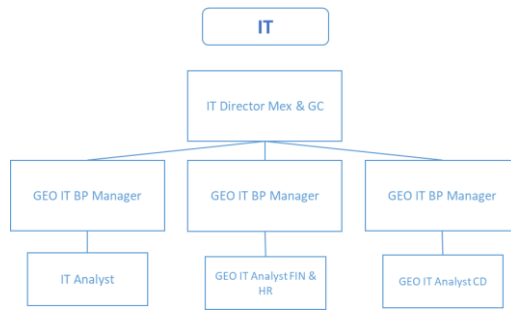 IT
IT Director Mex & GC
GEO IT BP Manager
GEO IT BP Manager
GEO IT BP Manager
IT Analyst
GEO IT Analyst FIN &
HR
GEO IT Analyst CD